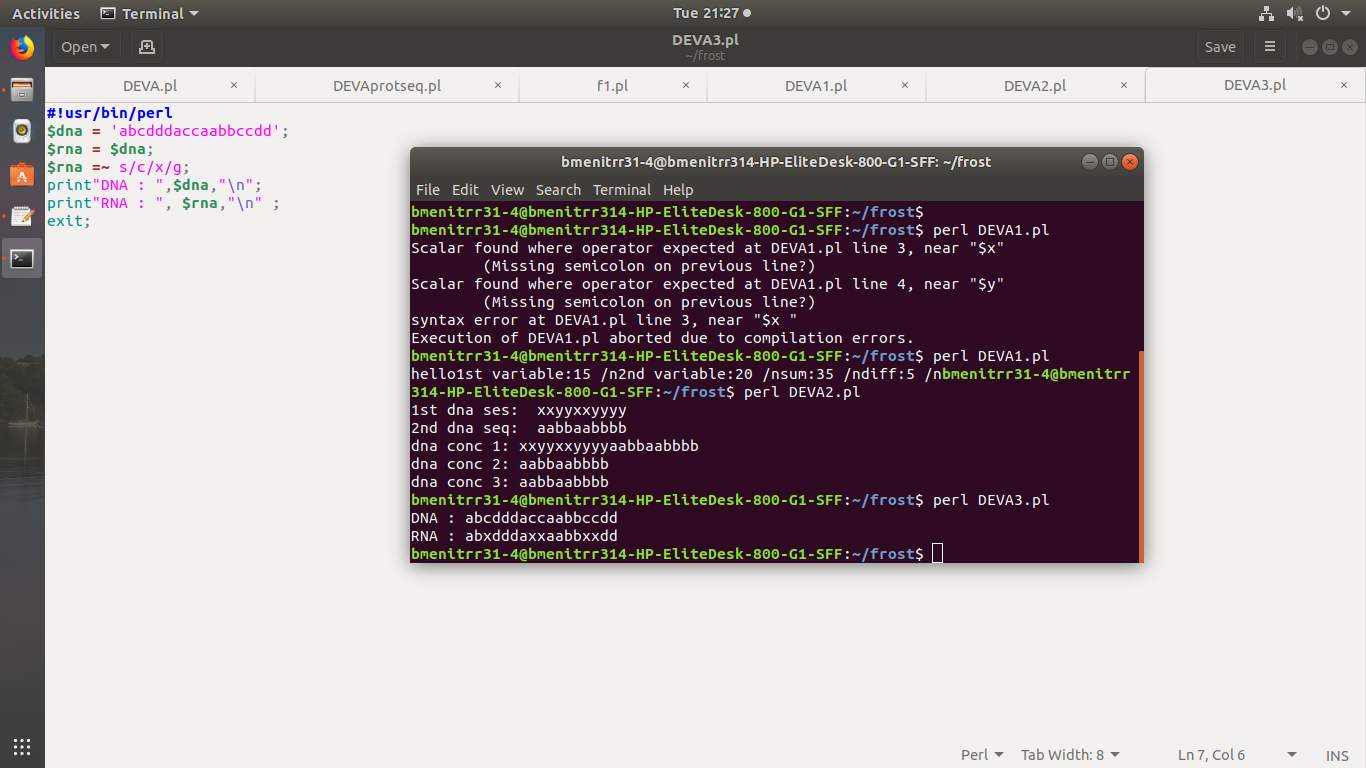 Activities Terminal Tue 21:27
Open DEVA3.pl Save
~/frost
DEVA.pl × DEVAprotseq.pl × f1.pl × DEVA1.pl × DEVA2.pl × DEVA3.pl ×
#!usr/bin/perl
$dna = 'abcdddaccaabbccdd';
$rna = $dna;
$rna =~ s/c/x/g;
print"DNA : ",$dna,"\n";
print"RNA : ", $rna,"\n" ;
exit;
bmenitrr31-4@bmenitrr314-HP-EliteDesk-800-G1-SFF: ~/frost
File Edit View Search Terminal Help
bmenitrr31-4@bmenitrr314-HP-EliteDesk-800-G1-SFF:~/frost$
bmenitrr31-4@bmenitrr314-HP-EliteDesk-800-G1-SFF:~/frost$ perl DEVA1.pl
Scalar found where operator expected at DEVA1.pl line 3, near "$x"
(Missing semicolon on previous line?)
Scalar found where operator expected at DEVA1.pl line 4, near "$y"
(Missing semicolon on previous line?)
syntax error at DEVA1.pl line 3, near "$x "
Execution of DEVA1.pl aborted due to compilation errors.
bmenitrr31-4@bmenitrr314-HP-EliteDesk-800-G1-SFF:~/frost$ perl DEVA1.pl
hello1st variable:15 /n2nd variable:20 /nsum:35 /ndiff:5 /nbmenitrr31-4@bmenitrr
314-HP-EliteDesk-800-G1-SFF:~/frost$ perl DEVA2.pl
1st dna ses:  xxyyxxyyyy
2nd dna seq:  aabbaabbbb
dna conc 1: xxyyxxyyyyaabbaabbbb
dna conc 2: aabbaabbbb
dna conc 3: aabbaabbbb
bmenitrr31-4@bmenitrr314-HP-EliteDesk-800-G1-SFF:~/frost$ perl DEVA3.pl
DNA : abcdddaccaabbccdd
RNA : abxdddaxxaabbxxdd
bmenitrr31-4@bmenitrr314-HP-EliteDesk-800-G1-SFF:~/frost$
Perl Tab Width: 8 Ln 7, Col 6 INS